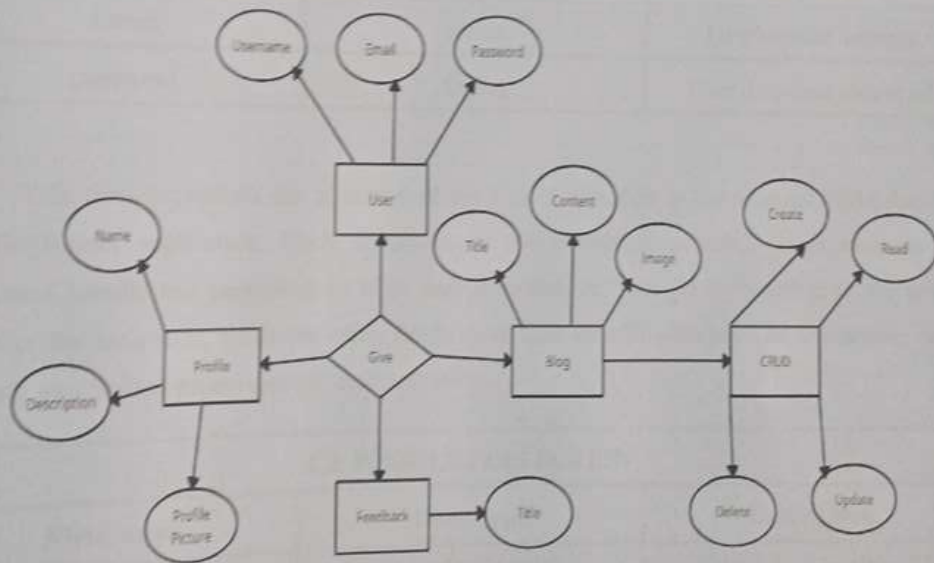 Username
Email
Password
User
Name
Title
Content
Image
Create
Read
Profile
Give
Blog
CRUD
Description
Profile
Picture
Feedback
Title
Delete
Update